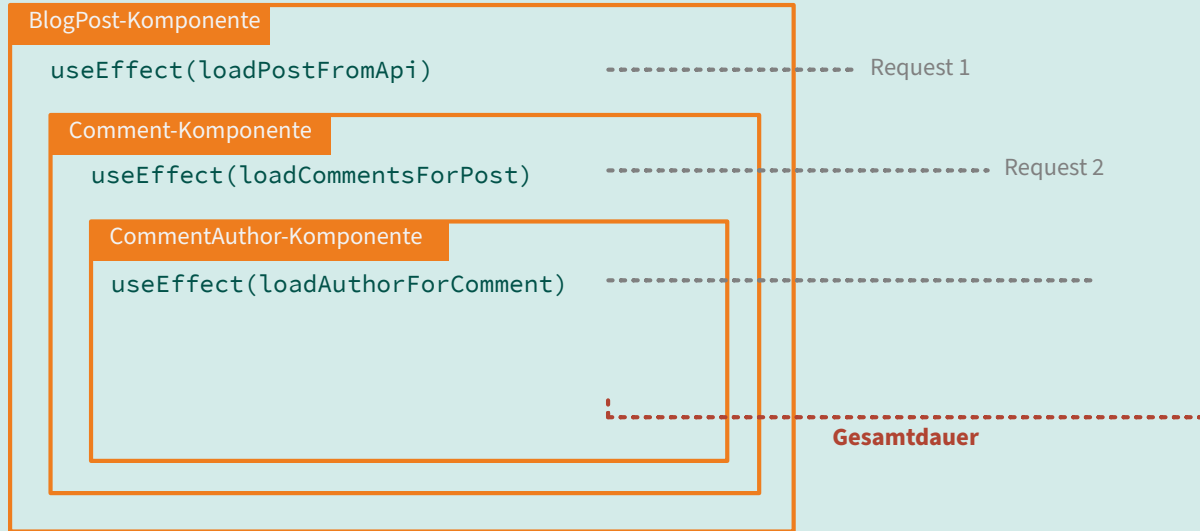 BlogPost-Komponente
useEffect(loadPostFromApi)
Request 1
Comment-Komponente
useEffect(loadCommentsForPost)
Request 2
CommentAuthor-Komponente
useEffect(loadAuthorForComment)
Gesamtdauer